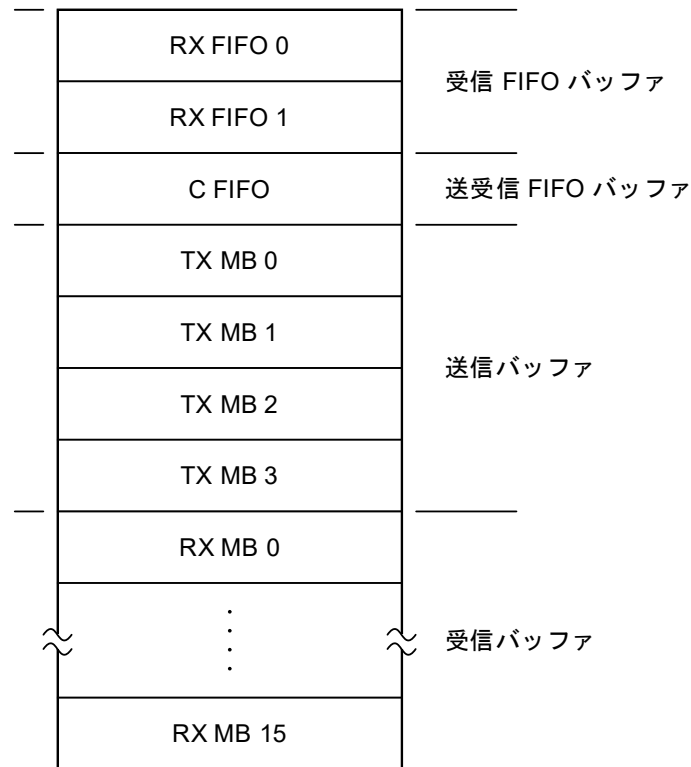 RX FIFO 0
受信 FIFO バッファ
RX FIFO 1
C FIFO
送受信 FIFO バッファ
TX MB 0
TX MB 1
送信バッファ
TX MB 2
TX MB 3
RX MB 0
受信バッファ
RX MB 15